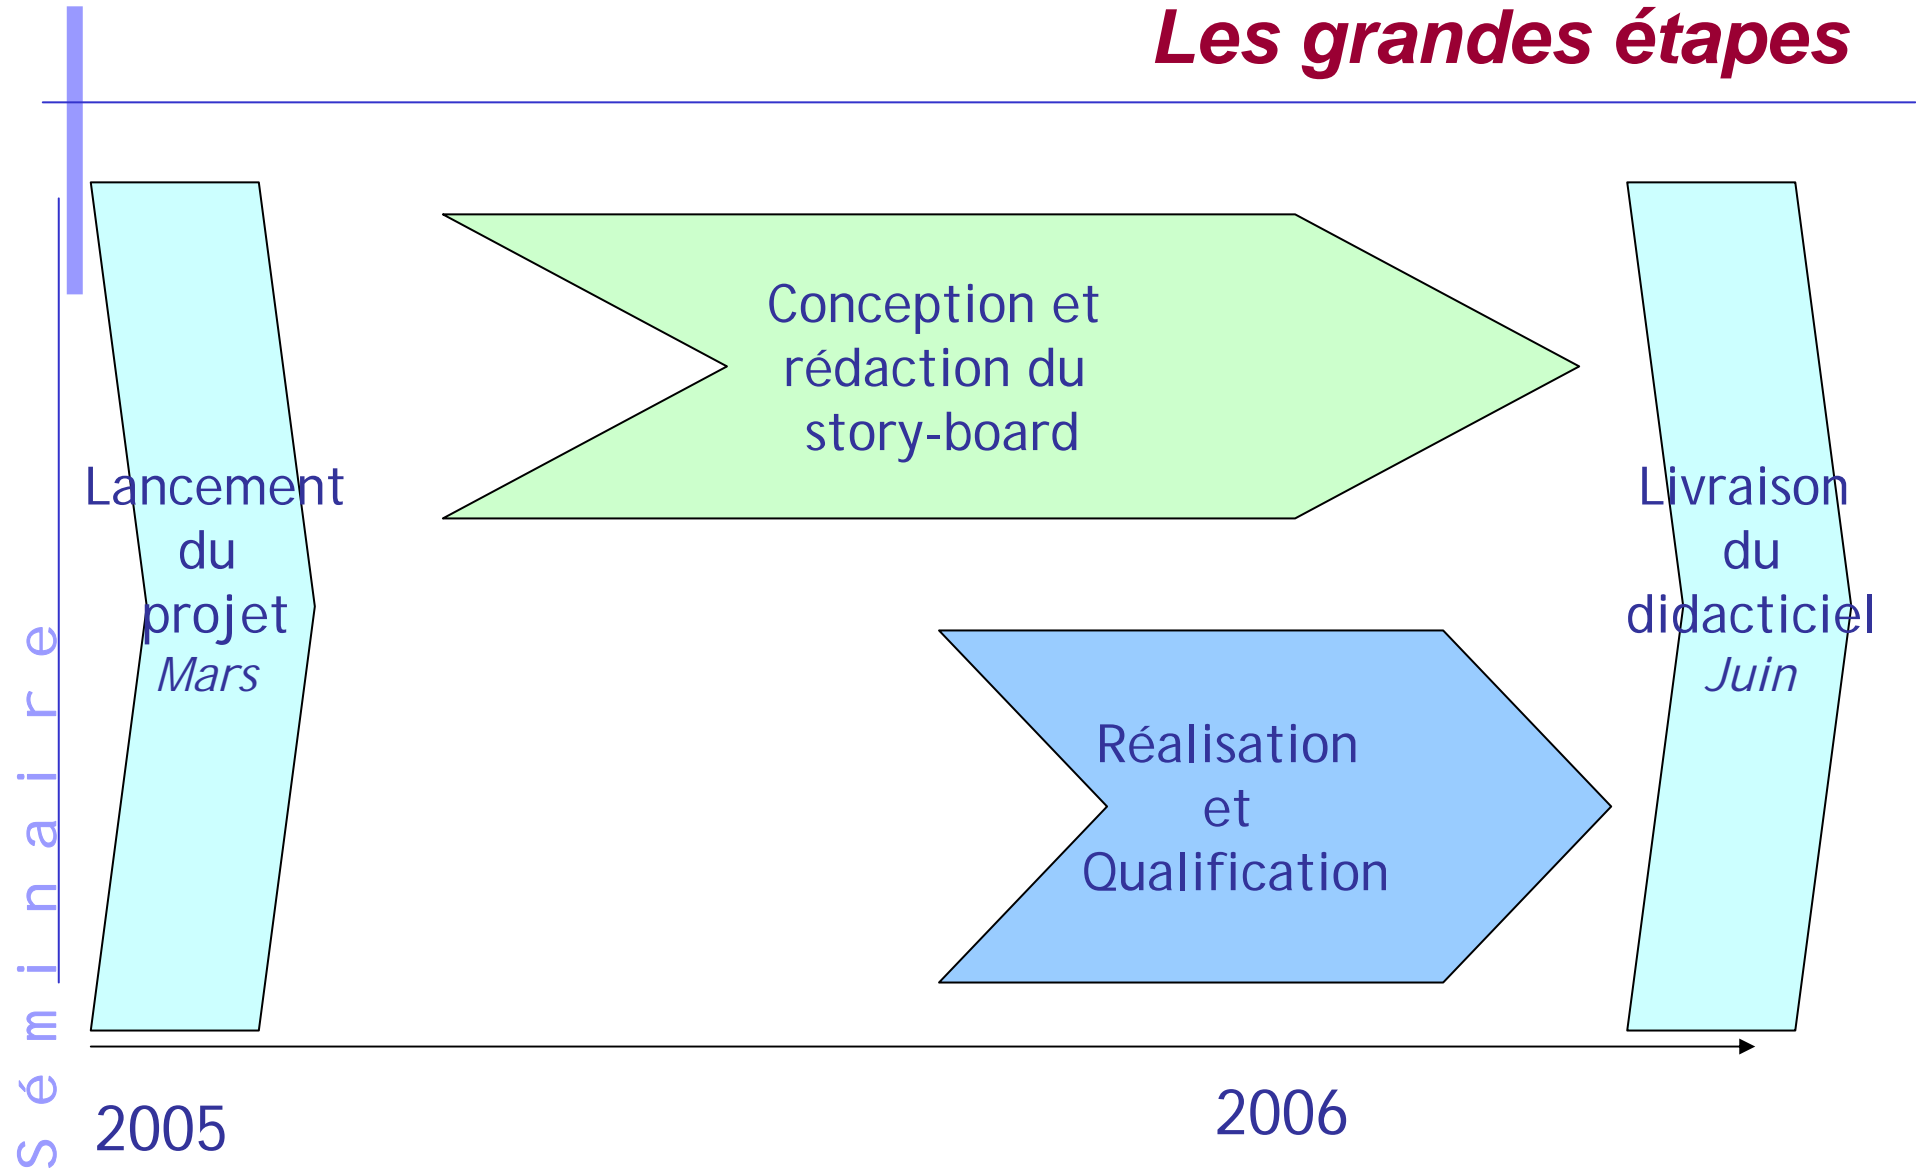 Les grandes étapes
Conception et
rédaction du
story-board
Lancement
du
projet
Mars
Livraison
du
didacticiel
Juin
Réalisation
et
Qualification
2005
2006
Séminaire